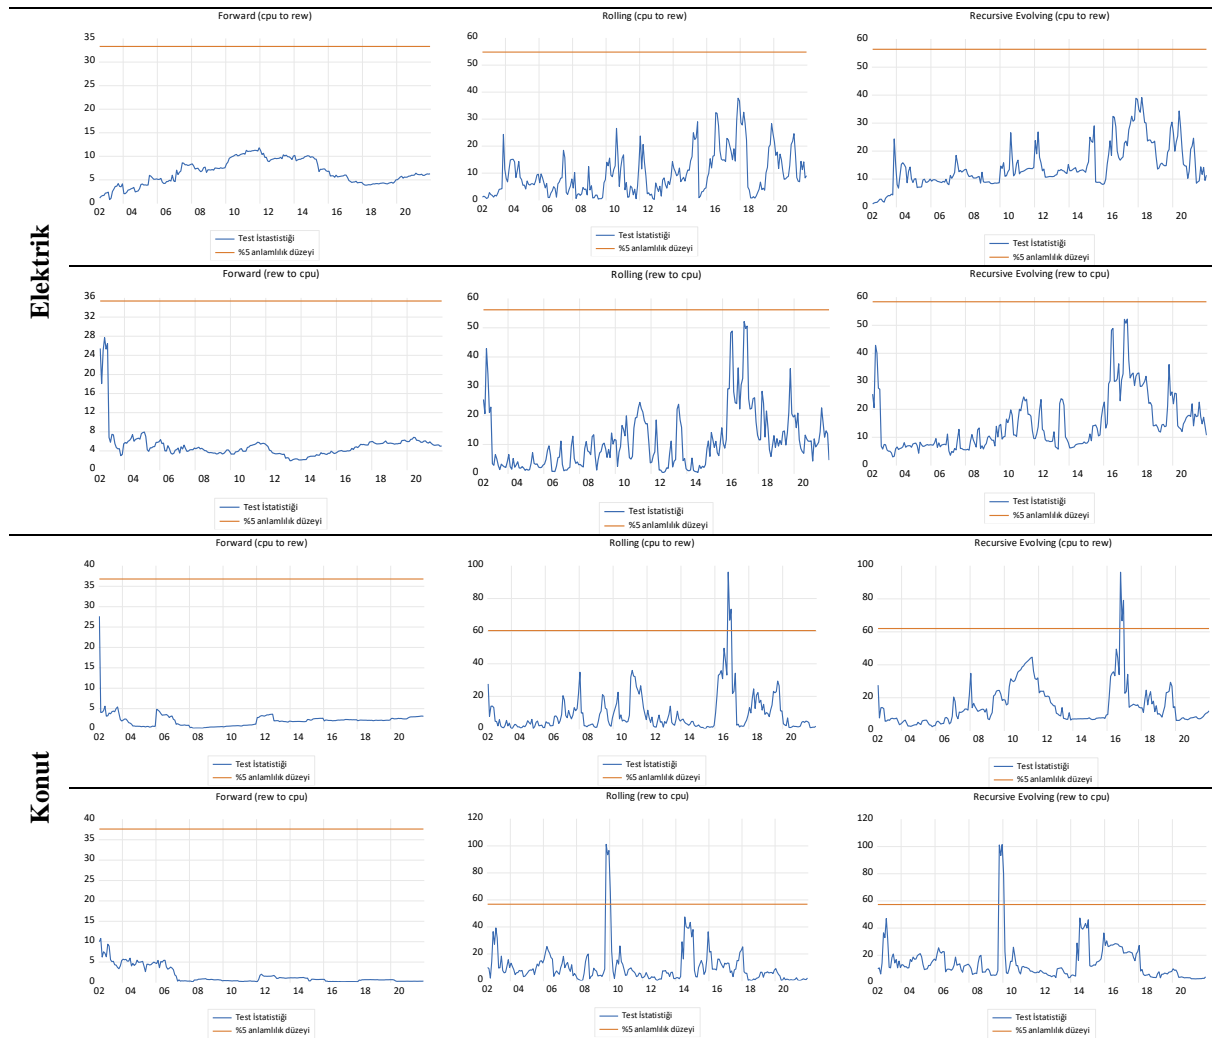 Elektrik
Forward (cpu to rew)
35
30
25
20
15
10
5
0
02 04 06 08 10 12 14 16 18 20
Test İstastistiği
%5 anlamlılık düzeyi
Rolling (cpu to rew)
60
50
40
30
20
10
0
02 04 06 08 10 12 14 16 18 20
Test İstatistiği
%5 anlamlılık düzeyi
Recursive Evolving (cpu to rew)
60
50
40
30
20
10
0
02 04 06 08 10 12 14 16 18 20
Test İstatistiği
%5 anlamlılık düzeyi
Forward (rew to cpu)
36
32
28
24
20
16
12
8
4
0
02 04 06 08 10 12 14 16 18 20
Test İstatistiği
%5 anlamlılık düzeyi
Rolling (rew to cpu)
60
50
40
30
20
10
0
02 04 06 08 10 12 14 16 18 20
Test İstatistiği
%5 anlamlılık düzeyi
Recursive Evolving (rew to cpu)
60
50
40
30
20
10
0
02 04 06 08 10 12 14 16 18 20
Test İstatistiği
%5 anlamlılık düzeyi
Konut
Forward (cpu to rew)
40
35
30
25
20
15
10
5
0
02 04 06 08 10 12 14 16 18 20
Test İstatistiği
%5 anlamlılık düzeyi
Rolling (cpu to rew)
100
80
60
40
20
0
02 04 06 08 10 12 14 16 18 20
Test İstatistiği
%5 anlamlılık düzeyi
Recursive Evolving (cpu to rew)
100
80
60
40
20
0
02 04 06 08 10 12 14 16 18 20
Test İstatistiği
%5 anlamlılık düzeyi
Forward (rew to cpu)
40
35
30
25
20
15
10
5
0
02 04 06 08 10 12 14 16 18 20
Test İstatistiği
%5 anlamlılık düzeyi
Rolling (rew to cpu)
120
100
80
60
40
20
0
02 04 06 08 10 12 14 16 18 20
Test İstatistiği
%5 anlamlılık düzeyi
Recursive Evolving (rew to cpu)
120
100
80
60
40
20
0
02 04 06 08 10 12 14 16 18 20
Test İstatistiği
%5 anlamlılık düzeyi